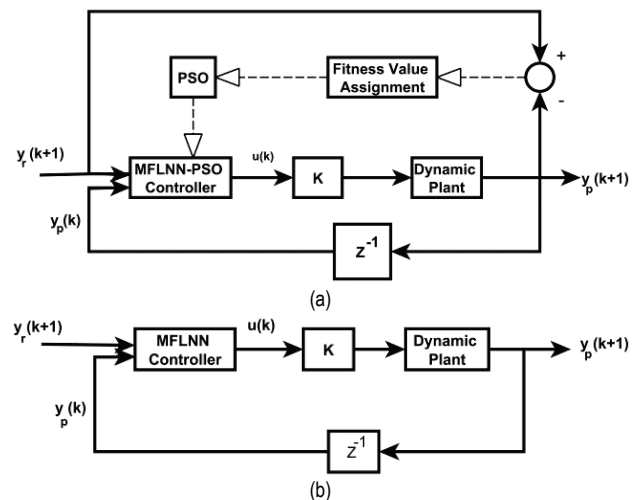 PSO
Fitness Value
Assignment
+
-
y_r(k+1)
MFLNN-PSO
Controller
u(k)
K
Dynamic
Plant
y_p(k+1)
y_p(k)
Z^-1
(a)
y_r(k+1)
MFLNN
Controller
u(k)
K
Dynamic
Plant
y_p(k+1)
y_p(k)
Z^-1
(b)